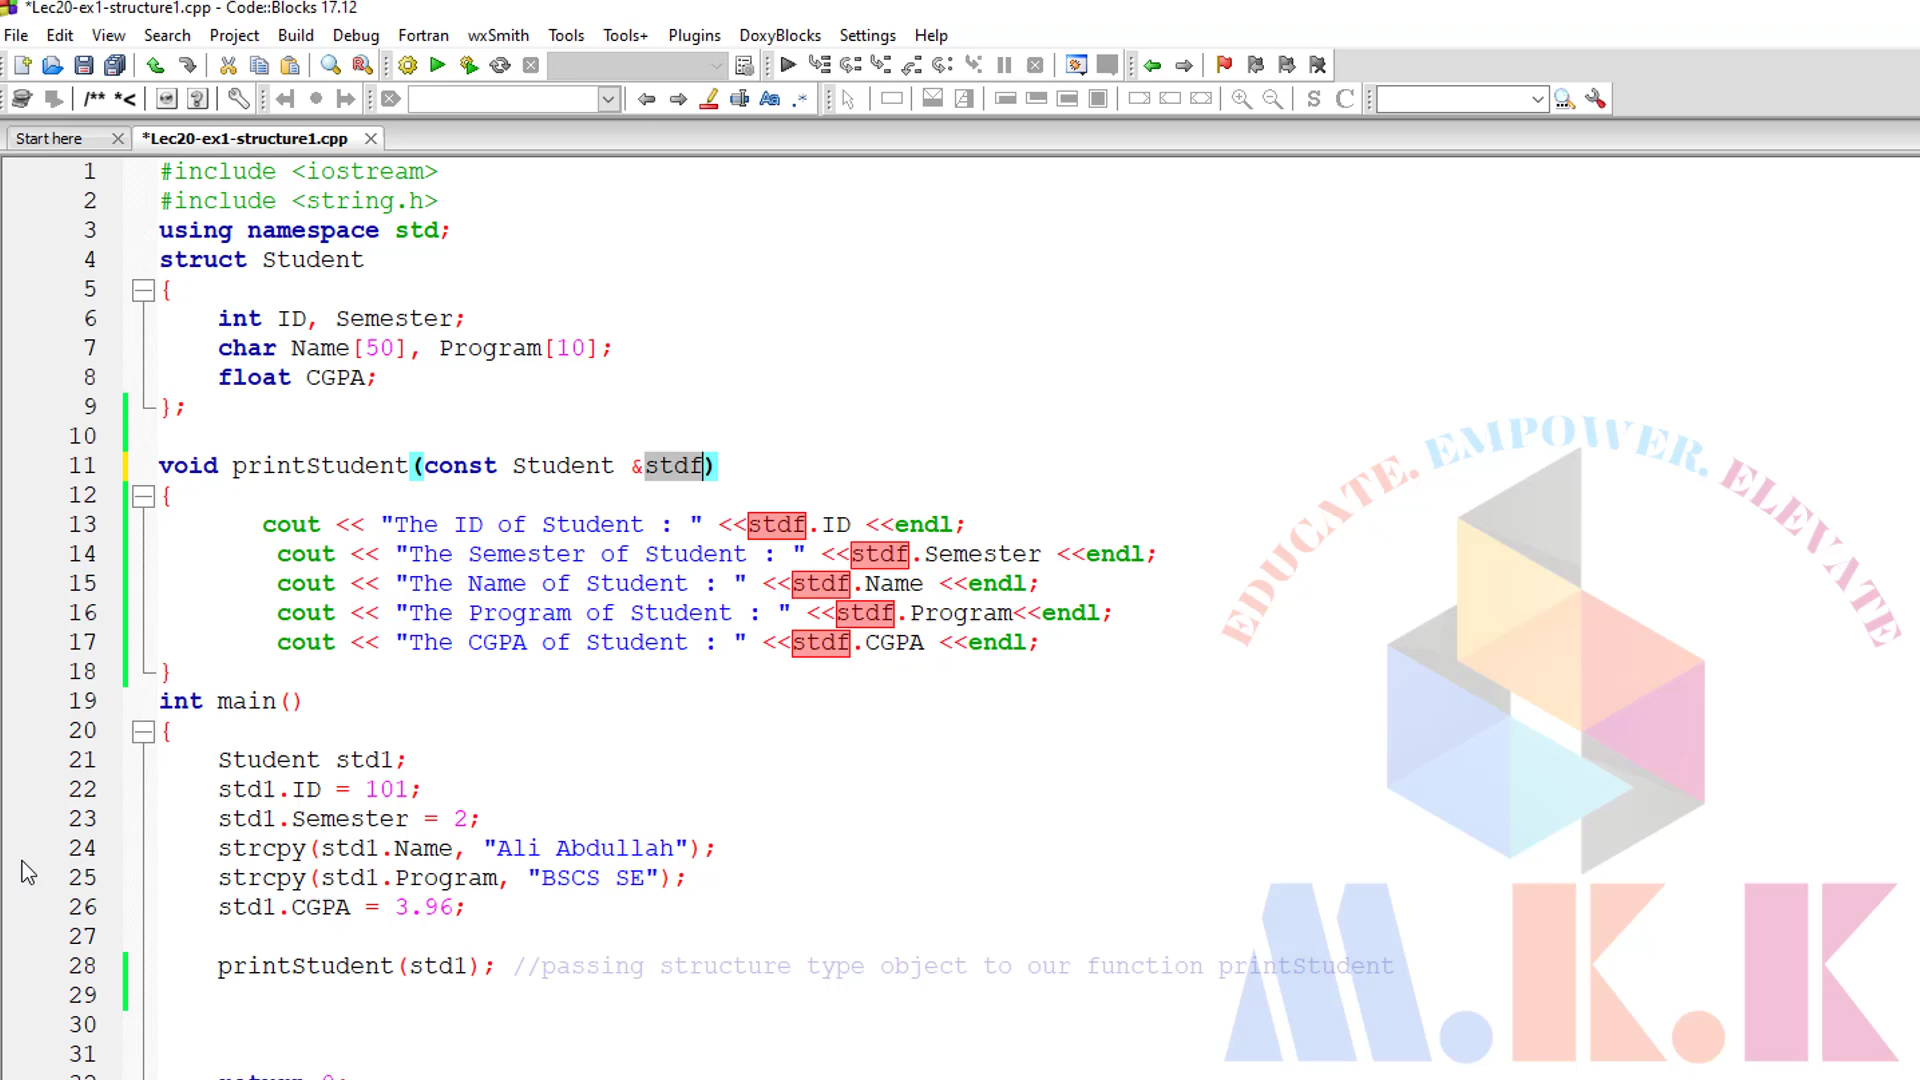 *Lec20-ex1-structure1.cpp - Code::Blocks 17.12
File Edit View Search Project Build Debug Fortran wxSmith Tools Tools+ Plugins DoxyBlocks Settings Help
/** *<
S C
Start here
*Lec20-ex1-structure1.cpp
1 #include <iostream>
2 #include <string.h>
3 using namespace std;
4 struct Student
5 {
6 int ID, Semester;
7 char Name[50], Program[10];
8 float CGPA;
9 };
10
11 void printStudent(const Student &stdf)
12 {
13 cout << "The ID of Student : " <<stdf.ID <<endl;
14 cout << "The Semester of Student : " <<stdf.Semester <<endl;
15 cout << "The Name of Student : " <<stdf.Name <<endl;
16 cout << "The Program of Student : " <<stdf.Program<<endl;
17 cout << "The CGPA of Student : " <<stdf.CGPA <<endl;
18 }
19 int main()
20 {
21 Student std1;
22 std1.ID = 101;
23 std1.Semester = 2;
24 strcpy(std1.Name, "Ali Abdullah");
25 strcpy(std1.Program, "BSCS SE");
26 std1.CGPA = 3.96;
27
28 printStudent(std1); //passing structure type object to our function printStudent
29
30
31
32 return 0;
EDUCATE. EMPOWER. ELEVATE
M.K.K